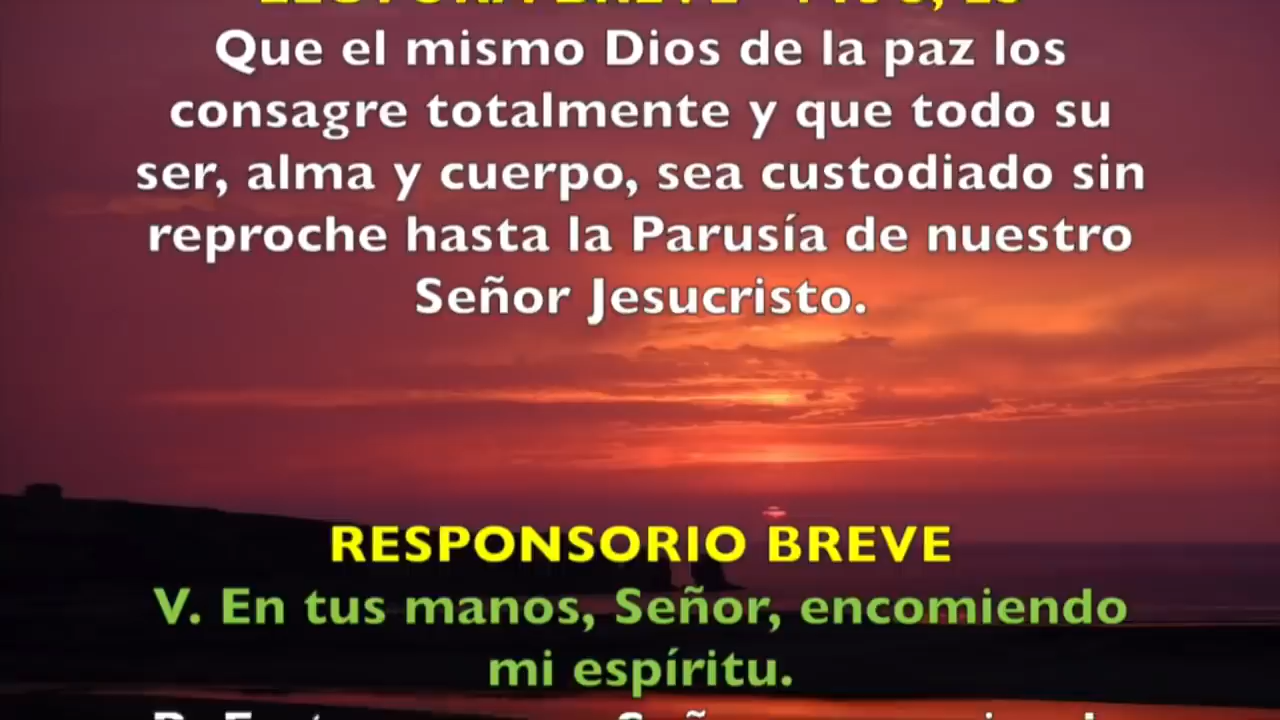 Que el mismo Dios de la paz los
consagre totalmente y que todo su
ser, alma y cuerpo, sea custodiado sin
reproche hasta la Parusía de nuestro
Señor Jesucristo.
RESPONSORIO BREVE
V. En tus manos, Señor, encomiendo
mi espíritu.